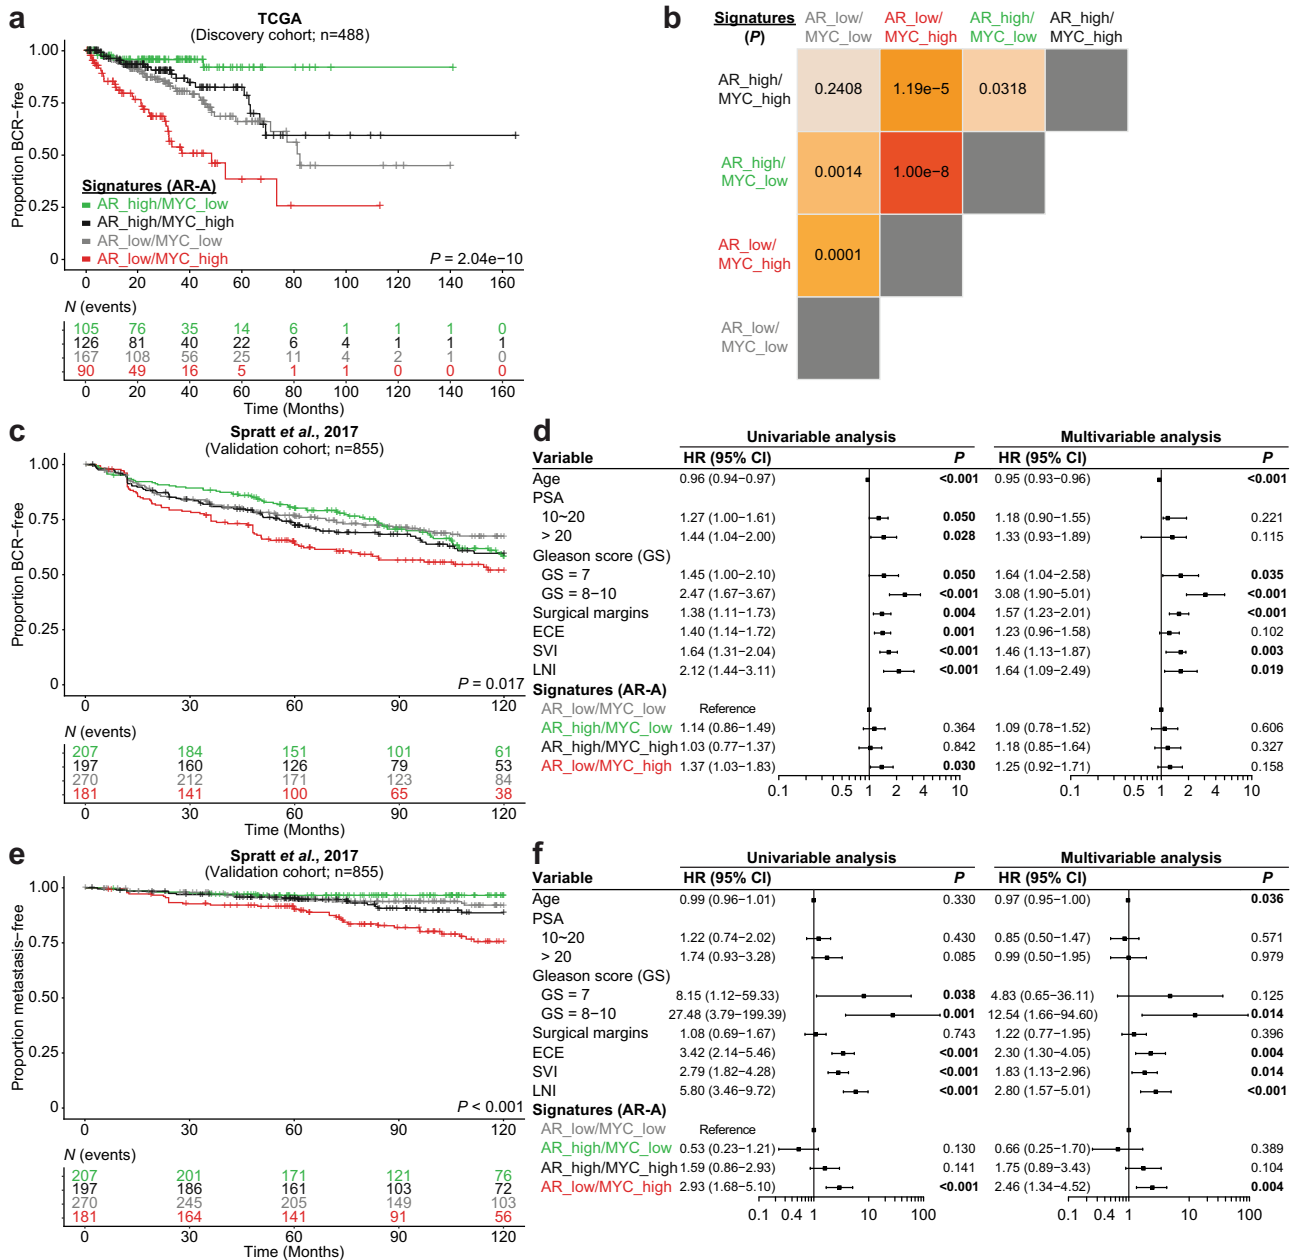 a
TCGA
(Discovery cohort; n=488)
Proportion BCR-free
1.00
0.75
0.50
0.25
0
Signatures (AR-A)
AR_high/MYC_low
AR_high/MYC_high
AR_low/MYC_low
AR_low/MYC_high
P = 2.04e−10
0 20 40 60 80 100 120 140 160
N (events)
105 76 35 14 6 1 1 1 0
126 81 40 22 6 4 1 1 1
167 108 56 25 11 4 2 1 0
90 49 16 5 1 1 0 0 0
0 20 40 60 80 100 120 140 160
Time (Months)
b
Signatures (P)
AR_low/MYC_low AR_low/MYC_high AR_high/MYC_low AR_high/MYC_high
AR_high/MYC_high 0.2408 1.19e−5 0.0318
AR_high/MYC_low 0.0014 1.00e−8
AR_low/MYC_high 0.0001
AR_low/MYC_low
c
Spratt et al., 2017
(Validation cohort; n=855)
Proportion BCR-free
1.00
0.75
0.50
0.25
0
P = 0.017
0 30 60 90 120
N (events)
207 184 151 101 61
197 160 126 79 53
270 212 171 123 84
181 141 100 65 38
0 30 60 90 120
Time (Months)
d
Univariable analysis Multivariable analysis
Variable HR (95% CI) P HR (95% CI) P
Age 0.96 (0.94−0.97) <0.001 0.95 (0.93−0.96) <0.001
PSA
10~20 1.27 (1.00−1.61) 0.050 1.18 (0.90−1.55) 0.221
> 20 1.44 (1.04−2.00) 0.028 1.33 (0.93−1.89) 0.115
Gleason score (GS)
GS = 7 1.45 (1.00−2.10) 0.050 1.64 (1.04−2.58) 0.035
GS = 8−10 2.47 (1.67−3.67) <0.001 3.08 (1.90−5.01) <0.001
Surgical margins 1.38 (1.11−1.73) 0.004 1.57 (1.23−2.01) <0.001
ECE 1.40 (1.14−1.72) 0.001 1.23 (0.96−1.58) 0.102
SVI 1.64 (1.31−2.04) <0.001 1.46 (1.13−1.87) 0.003
LNI 2.12 (1.44−3.11) <0.001 1.64 (1.09−2.49) 0.019
Signatures (AR-A)
AR_low/MYC_low Reference
AR_high/MYC_low 1.14 (0.86−1.49) 0.364 1.09 (0.78−1.52) 0.606
AR_high/MYC_high 1.03 (0.77−1.37) 0.842 1.18 (0.85−1.64) 0.327
AR_low/MYC_high 1.37 (1.03−1.83) 0.030 1.25 (0.92−1.71) 0.158
0.1 0.5 1 2 4 10 0.1 0.5 1 2 4 10
e
Spratt et al., 2017
(Validation cohort; n=855)
Proportion metastasis-free
1.00
0.75
0.50
0.25
0
P < 0.001
0 30 60 90 120
N (events)
207 201 171 121 76
197 186 161 103 72
270 245 205 149 103
181 164 141 91 56
0 30 60 90 120
Time (Months)
f
Univariable analysis Multivariable analysis
Variable HR (95% CI) P HR (95% CI) P
Age 0.99 (0.96−1.01) 0.330 0.97 (0.95−1.00) 0.036
PSA
10~20 1.22 (0.74−2.02) 0.430 0.85 (0.50−1.47) 0.571
> 20 1.74 (0.93−3.28) 0.085 0.99 (0.50−1.95) 0.979
Gleason score (GS)
GS = 7 8.15 (1.12−59.33) 0.038 4.83 (0.65−36.11) 0.125
GS = 8−10 27.48 (3.79−199.39) 0.001 12.54 (1.66−94.60) 0.014
Surgical margins 1.08 (0.69−1.67) 0.743 1.22 (0.77−1.95) 0.396
ECE 3.42 (2.14−5.46) <0.001 2.30 (1.30−4.05) 0.004
SVI 2.79 (1.82−4.28) <0.001 1.83 (1.13−2.96) 0.014
LNI 5.80 (3.46−9.72) <0.001 2.80 (1.57−5.01) <0.001
Signatures (AR-A)
AR_low/MYC_low Reference
AR_high/MYC_low 0.53 (0.23−1.21) 0.130 0.66 (0.25−1.70) 0.389
AR_high/MYC_high 1.59 (0.86−2.93) 0.141 1.75 (0.89−3.43) 0.104
AR_low/MYC_high 2.93 (1.68−5.10) <0.001 2.46 (1.34−4.52) 0.004
0.1 0.4 1 4 10 100 0.1 0.4 1 4 10 100